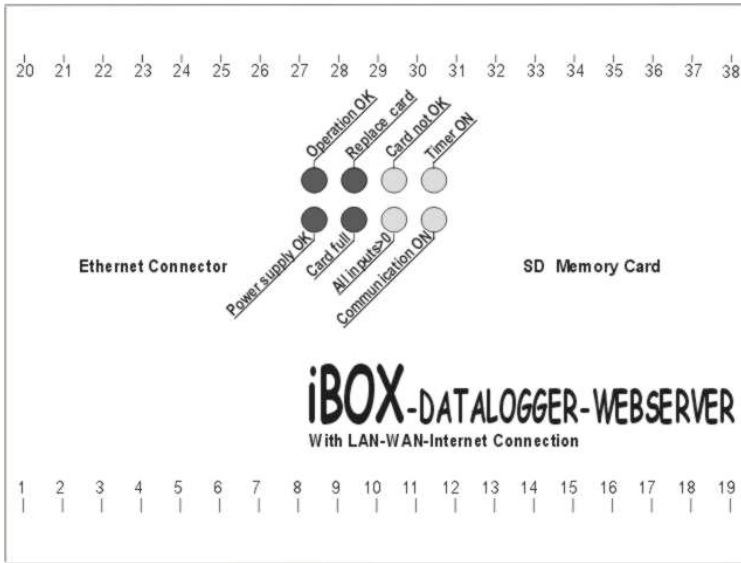 20 21 22 23 24 25 26 27 28 29 30 31 32 33 34 35 36 37 38
Operation OK
Replace card
Card not OK
Timer ON
Power supply OK
Card full
All inputs>0
Communication ON
Ethernet Connector
SD Memory Card
iBOX-DATALOGGER-WEBSERVER
With LAN-WAN-Internet Connection
1 2 3 4 5 6 7 8 9 10 11 12 13 14 15 16 17 18 19